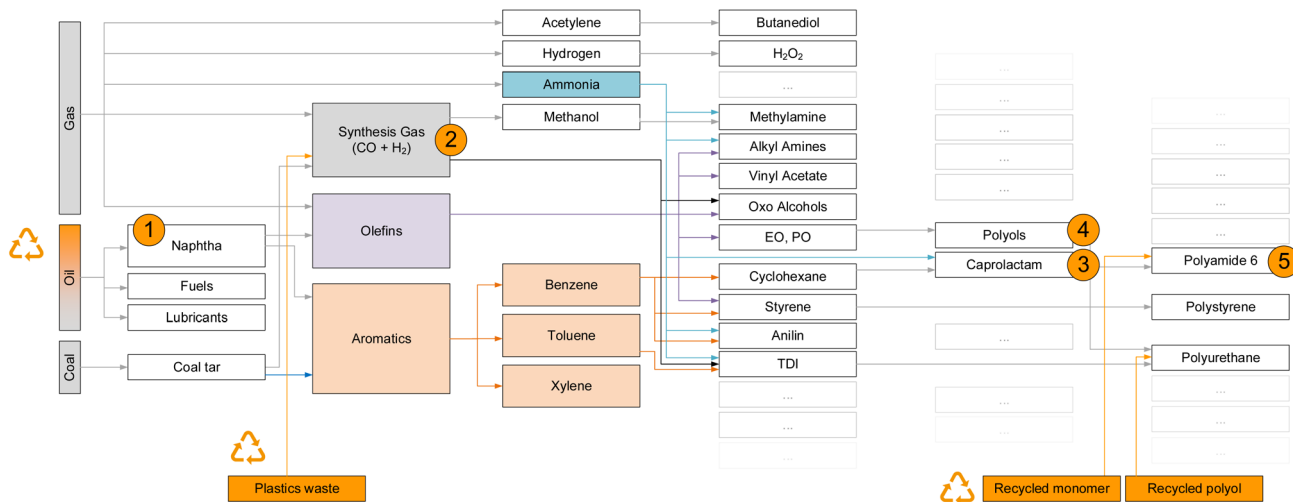 Gas
Oil
Coal
1
Naphtha
Fuels
Lubricants
Coal tar
Synthesis Gas
(CO + H₂)
2
Olefins
Aromatics
Acetylene
Hydrogen
Ammonia
Methanol
Benzene
Toluene
Xylene
Butanediol
H₂O₂
...
Methylamine
Alkyl Amines
Vinyl Acetate
Oxo Alcohols
EO, PO
Cyclohexane
Styrene
Anilin
TDI
...
...
...
...
...
...
...
...
Polyols
4
Caprolactam
3
...
...
...
...
...
...
...
...
...
Polyamide 6
5
Polystyrene
Polyurethane
...
...
...
Plastics waste
Recycled monomer
Recycled polyol